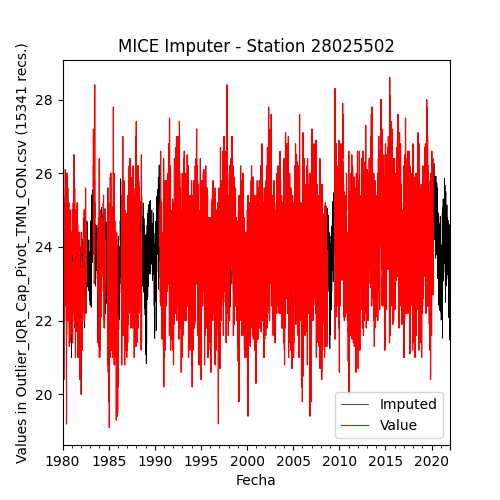 MICE Imputer - Station 28025502
Values in Outlier_IQR_Cap_Pivot_TMN_CON.csv (15341 recs.)
28
26
24
22
20
Imputed
Value
1980 1985 1990 1995 2000 2005 2010 2015 2020
Fecha